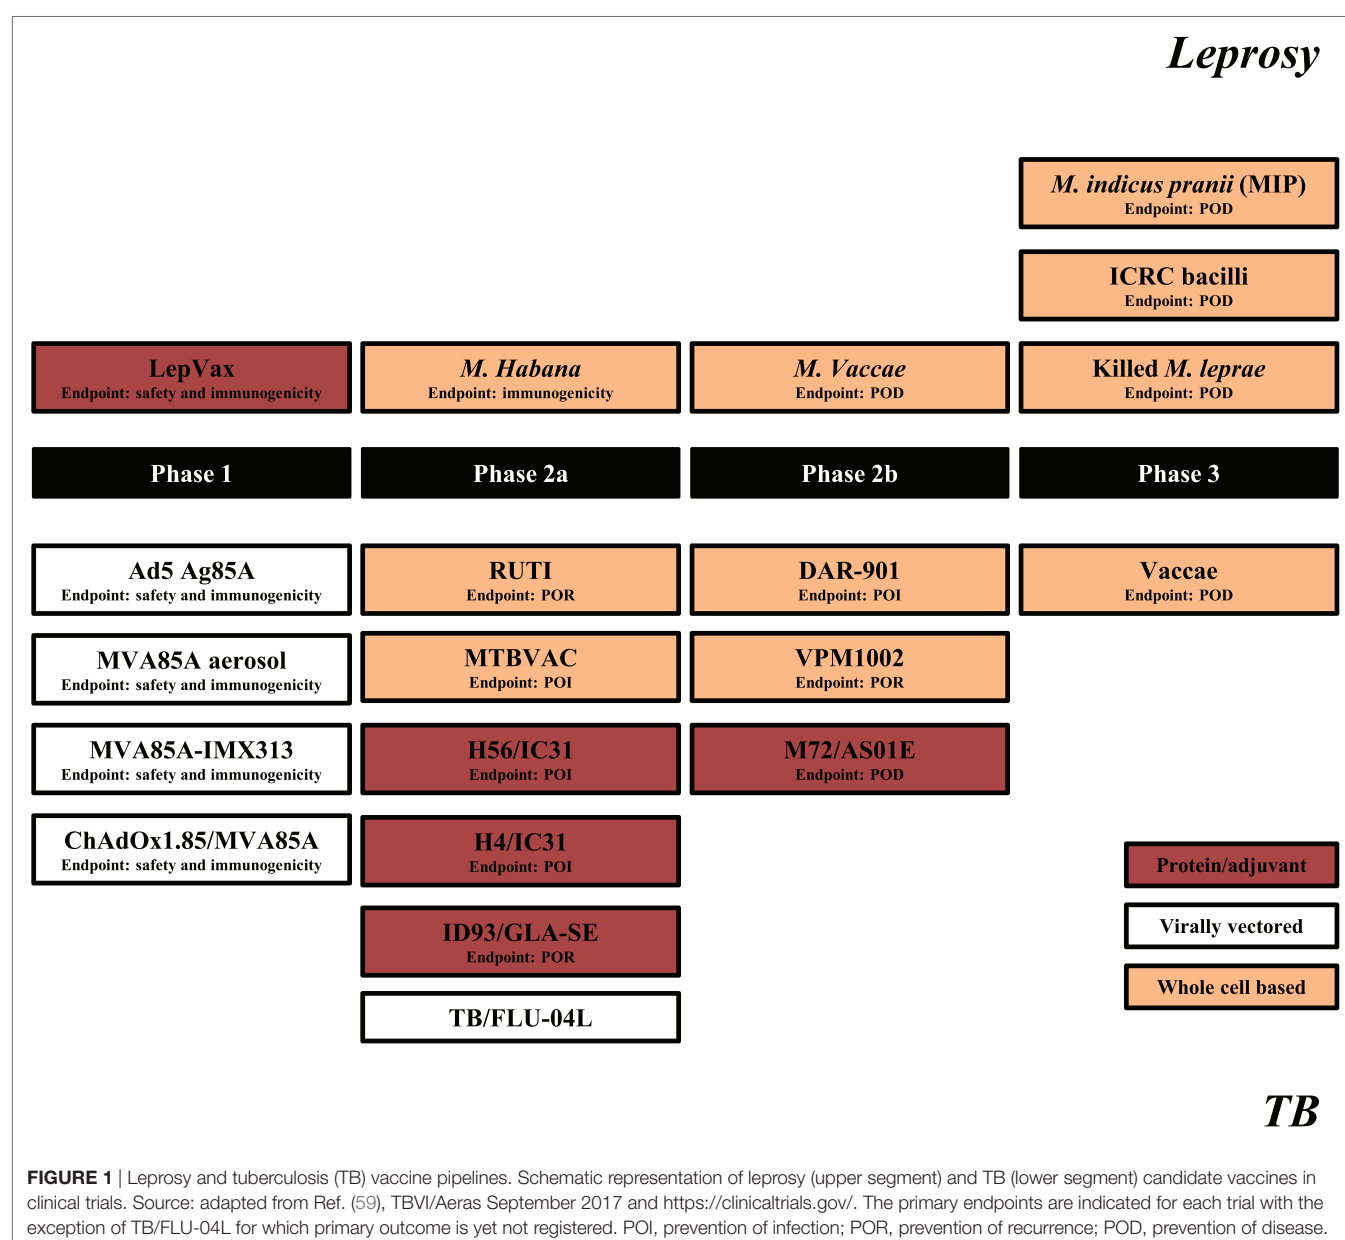 Leprosy
M. indicus pranii (MIP)
Endpoint: POD
ICRC bacilli
Endpoint: POD
LepVax
Endpoint: safety and immunogenicity
M. Habana
Endpoint: immunogenicity
M. Vaccae
Endpoint: POD
Killed M. leprae
Endpoint: POD
Phase 1
Phase 2a
Phase 2b
Phase 3
Ad5 Ag85A
Endpoint: safety and immunogenicity
RUTI
Endpoint: POR
DAR-901
Endpoint: POI
Vaccae
Endpoint: POD
MVA85A aerosol
Endpoint: safety and immunogenicity
MTBVAC
Endpoint: POI
VPM1002
Endpoint: POR
MVA85A-IMX313
Endpoint: safety and immunogenicity
H56/IC31
Endpoint: POI
M72/AS01E
Endpoint: POD
ChAdOx1.85/MVA85A
Endpoint: safety and immunogenicity
H4/IC31
Endpoint: POI
Protein/adjuvant
Virally vectored
Whole cell based
ID93/GLA-SE
Endpoint: POR
TB/FLU-04L
TB
FIGURE 1 | Leprosy and tuberculosis (TB) vaccine pipelines. Schematic representation of leprosy (upper segment) and TB (lower segment) candidate vaccines in
clinical trials. Source: adapted from Ref. (59), TBVI/Aeras September 2017 and https://clinicaltrials.gov/. The primary endpoints are indicated for each trial with the
exception of TB/FLU-04L for which primary outcome is yet not registered. POI, prevention of infection; POR, prevention of recurrence; POD, prevention of disease.